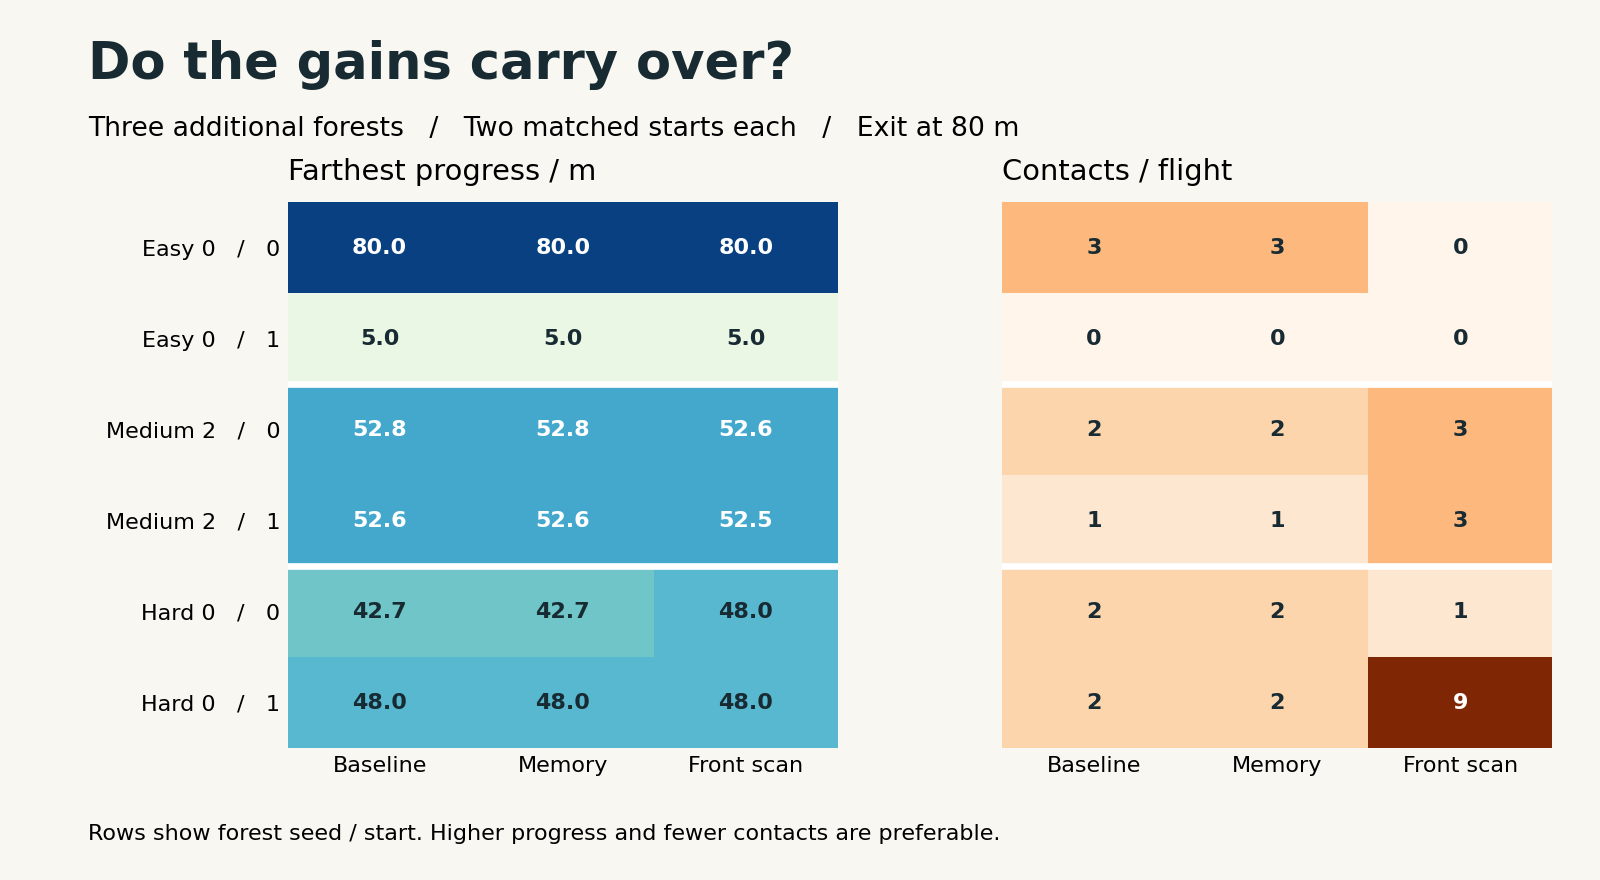 Do the gains carry over?
Three additional forests / Two matched starts each / Exit at 80 m
Farthest progress / m
Contacts / flight
Easy 0 / 0 80.0 80.0 80.0 3 3 0
Easy 0 / 1 5.0 5.0 5.0 0 0 0
Medium 2 / 0 52.8 52.8 52.6 2 2 3
Medium 2 / 1 52.6 52.6 52.5 1 1 3
Hard 0 / 0 42.7 42.7 48.0 2 2 1
Hard 0 / 1 48.0 48.0 48.0 2 2 9
Baseline Memory Front scan Baseline Memory Front scan
Rows show forest seed / start. Higher progress and fewer contacts are preferable.